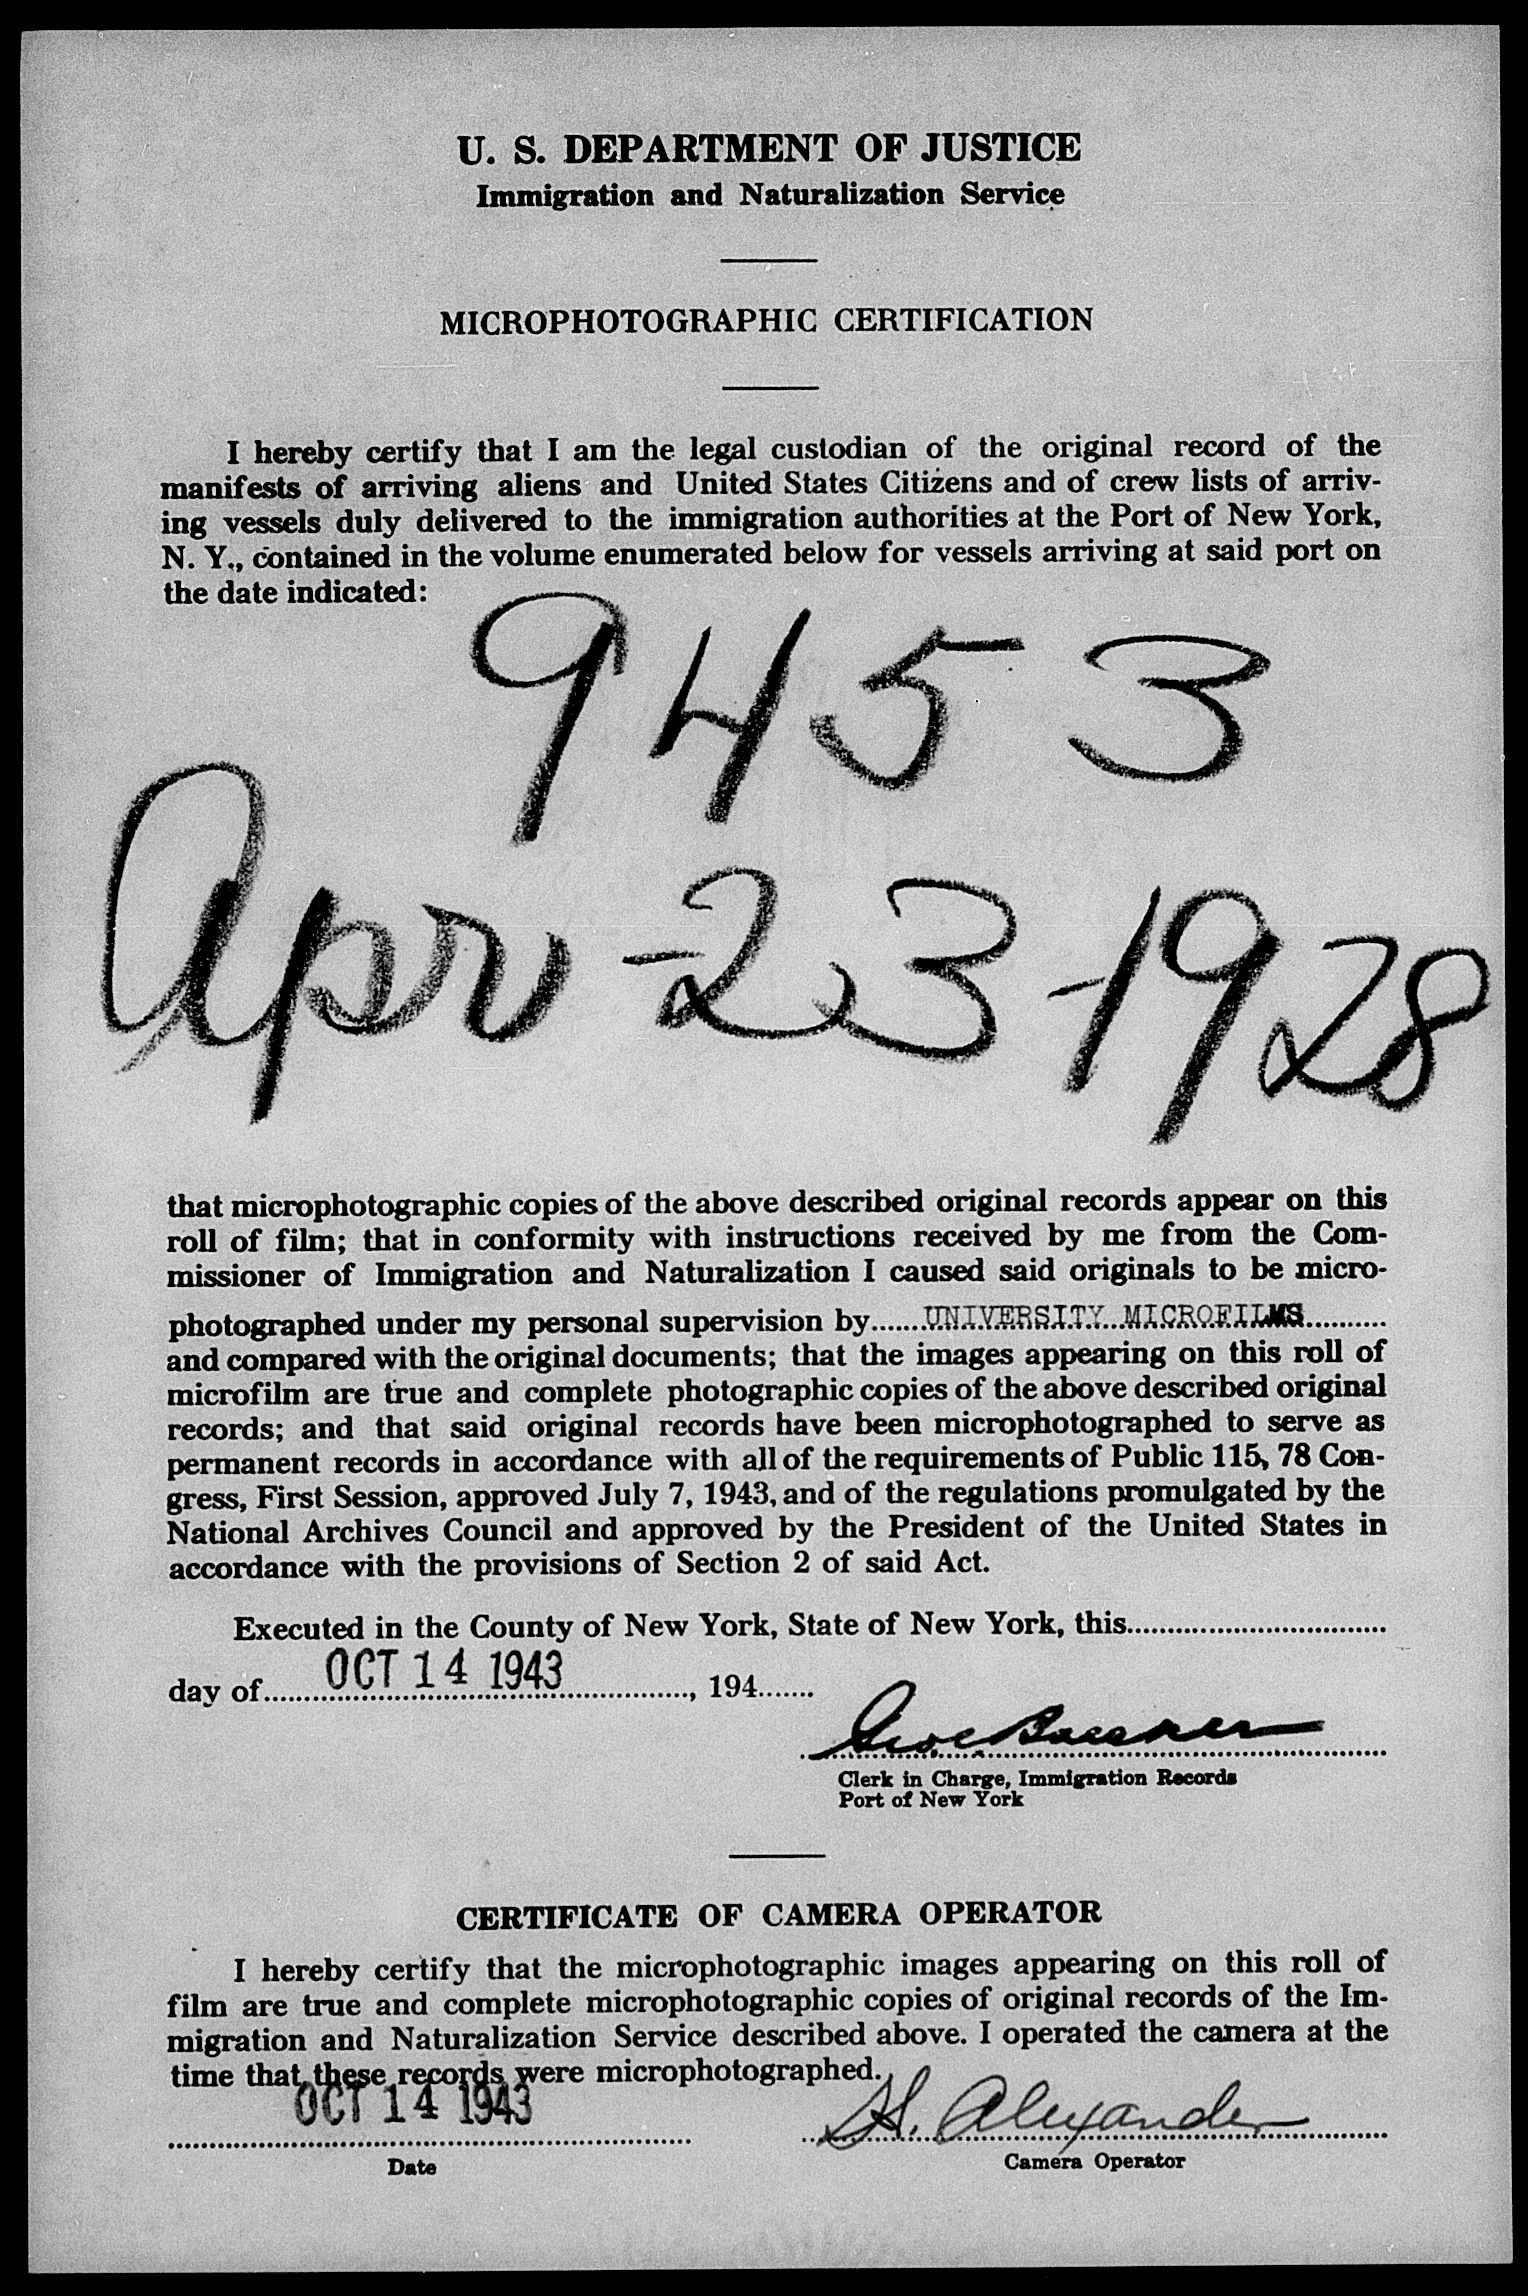 U. S. DEPARTMENT OF JUSTICE
Immigration and Naturalization Service
MICROPHOTOGRAPHIC CERTIFICATION
I hereby certify that I am the legal custodian of the original record of the
manifests of arriving aliens and United States Citizens and of crew lists of arriv-
ing vessels duly delivered to the immigration authorities at the Port of New York,
N. Y., contained in the volume enumerated below for vessels arriving at said port on
the date indicated:
9453
Apr - 23 - 1928
that microphotographic copies of the above described original records appear on this
roll of film; that in conformity with instructions received by me from the Com-
missioner of Immigration and Naturalization I caused said originals to be micro-
photographed under my personal supervision by.......UNIVERSITY MICROFILMS..........
and compared with the original documents; that the images appearing on this roll of
microfilm are true and complete photographic copies of the above described original
records; and that said original records have been microphotographed to serve as
permanent records in accordance with all of the requirements of Public 115, 78 Con-
gress, First Session, approved July 7, 1943, and of the regulations promulgated by the
National Archives Council and approved by the President of the United States in
accordance with the provisions of Section 2 of said Act.
Executed in the County of New York, State of New York, this................................
day of........OCT 14 1943................, 194.......
Clerk in Charge, Immigration Records
Port of New York
CERTIFICATE OF CAMERA OPERATOR
I hereby certify that the microphotographic images appearing on this roll of
film are true and complete microphotographic copies of original records of the Im-
migration and Naturalization Service described above. I operated the camera at the
time that these records were microphotographed.
OCT 14 1943
H. Alexander
Date
Camera Operator